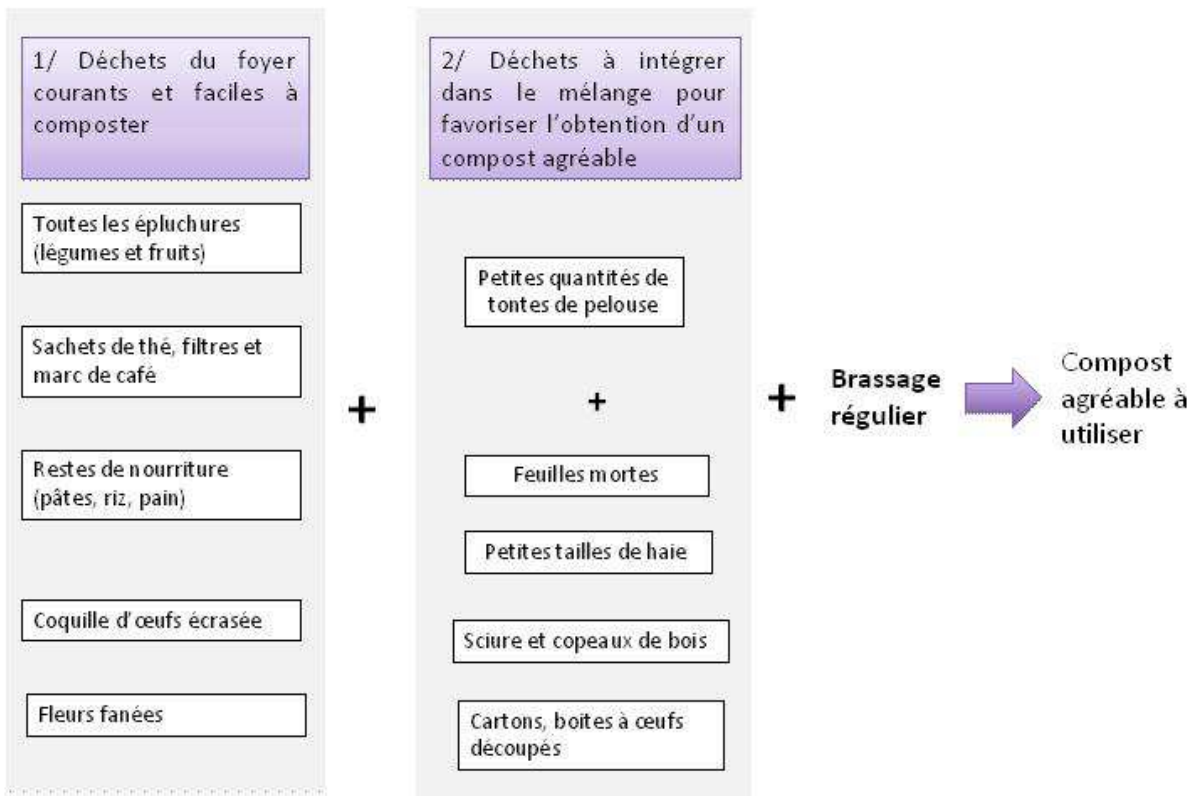 1/ Déchets du foyer
courants et faciles à
composter
Toutes les épluchures
(légumes et fruits)
Sachets de thé, filtres et
marc de café
Restes de nourriture
(pâtes, riz, pain)
Coquille d'œufs écrasée
Fleurs fanées
+
2/ Déchets à intégrer
dans le mélange pour
favoriser l'obtention d'un
compost agréable
Petites quantités de
tontes de pelouse
+
Feuilles mortes
Petites tailles de haie
Sciure et copeaux de bois
Cartons, boites à œufs
découpés
+
Brassage
régulier
Compost
agréable à
utiliser